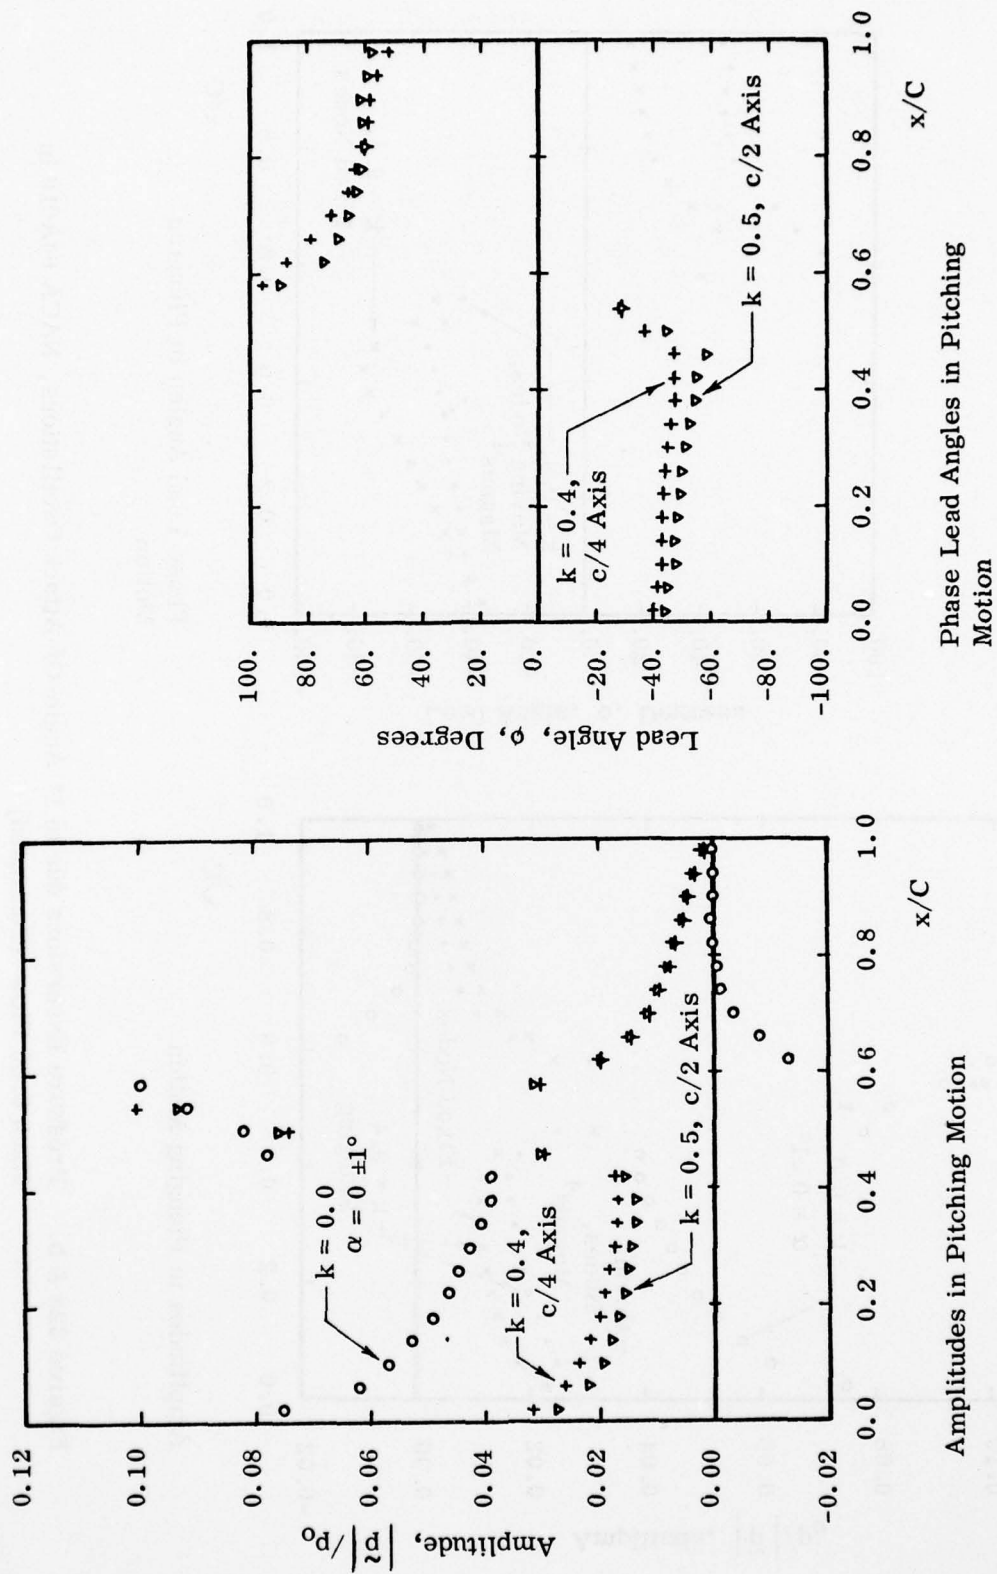 0.12
0.10
0.08
0.06
0.04
0.02
0.00
-0.02
Amplitude, |p̃|/p₀
k = 0.0
α = 0 ±1°
k = 0.4,
c/4 Axis
k = 0.5, c/2 Axis
0.0 0.2 0.4 0.6 0.8 1.0
x/C
Amplitudes in Pitching Motion
100.
80.
60.
40.
20.
0.
-20.
-40.
-60.
-80.
-100.
Lead Angle, φ, Degrees
k = 0.4,
c/4 Axis
k = 0.5, c/2 Axis
0.0 0.2 0.4 0.6 0.8 1.0
x/C
Phase Lead Angles in Pitching
Motion